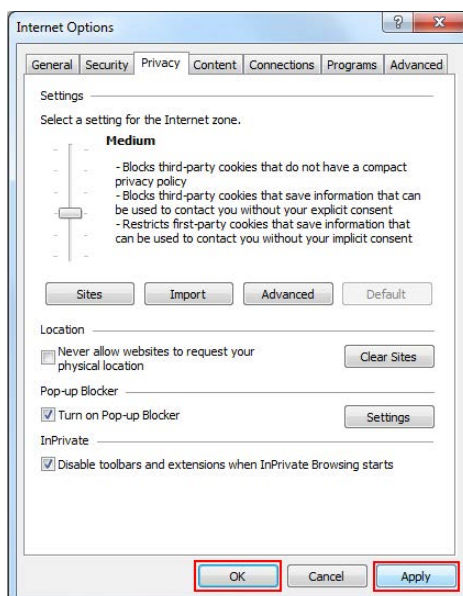 Internet Options
General Security Privacy Content Connections Programs Advanced
Settings
Select a setting for the Internet zone.
Medium
- Blocks third-party cookies that do not have a compact
privacy policy
- Blocks third-party cookies that save information that can
be used to contact you without your explicit consent
- Restricts first-party cookies that save information that
can be used to contact you without your implicit consent
Sites Import Advanced Default
Location
Never allow websites to request your
physical location
Clear Sites
Pop-up Blocker
Turn on Pop-up Blocker
Settings
InPrivate
Disable toolbars and extensions when InPrivate Browsing starts
OK Cancel Apply